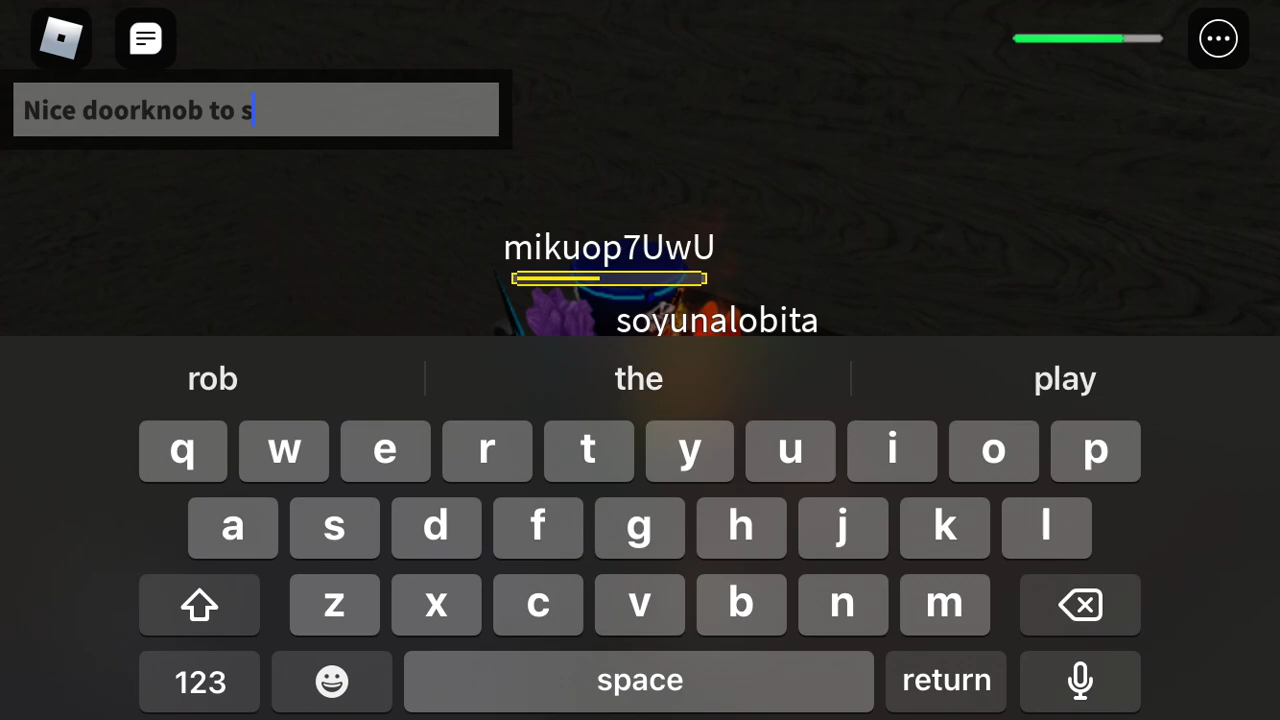 Nice doorknob to s
mikuop7UwU
soyunalobita
rob the play
q w e r t y u i o p
a s d f g h j k l
z x c v b n m
123 space return